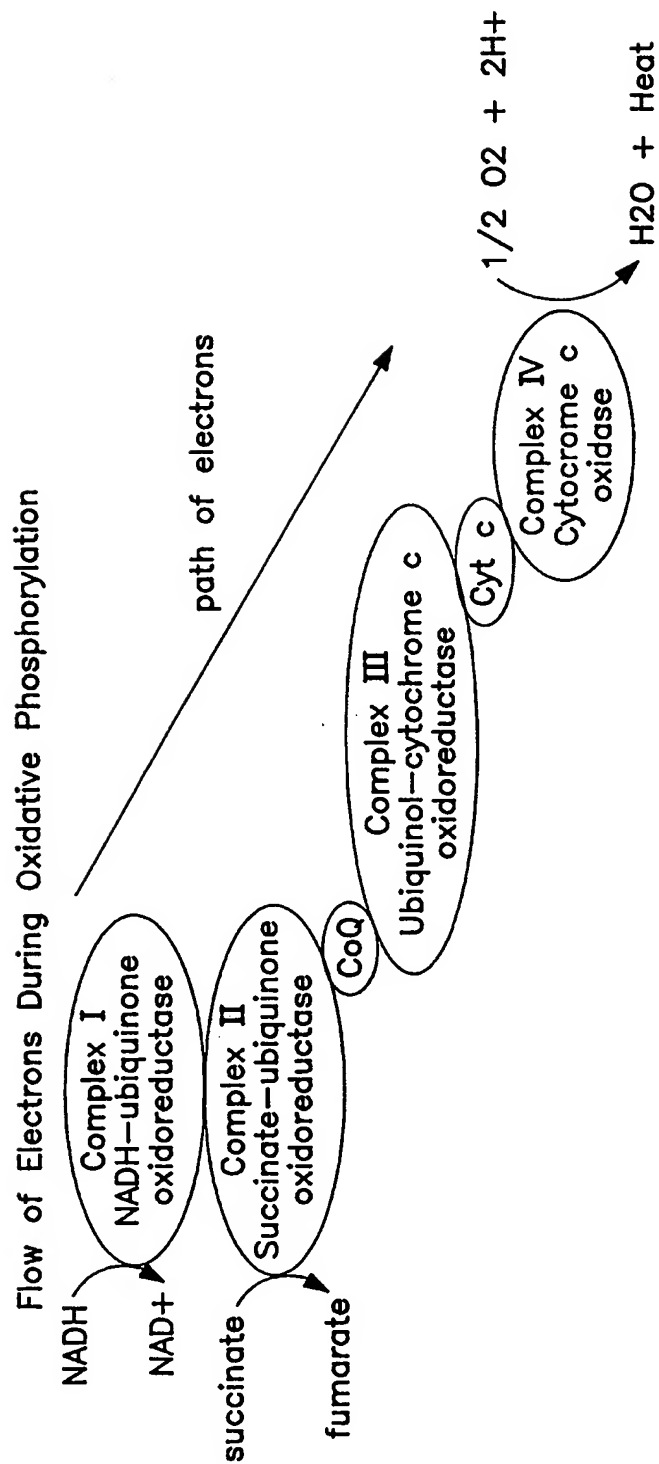 Flow of Electrons During Oxidative Phosphorylation
NADH
NAD+
Complex I
NADH-ubiquinone
oxidoreductase
succinate
fumarate
Complex II
Succinate-ubiquinone
oxidoreductase
CoQ
path of electrons
Complex III
Ubiquinol-cytochrome c
oxidoreductase
Cyt c
Complex IV
Cytocrome c
oxidase
1/2 O2 + 2H+
H2O + Heat